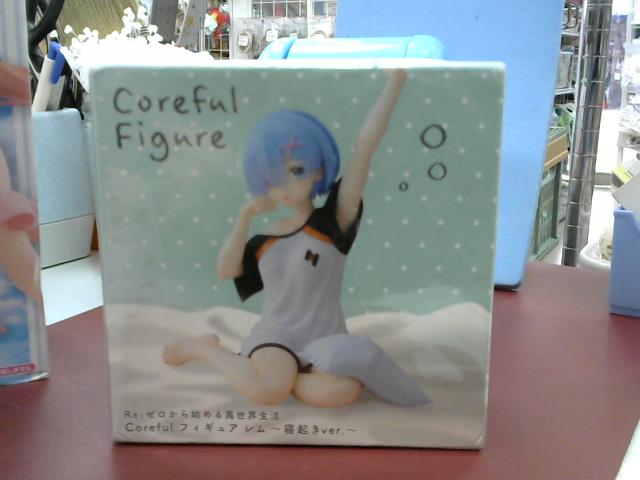 Coreful
Figure
Re:ゼロから始める異世界生活
Coreful フィギュア レム 〜寝起きver.〜